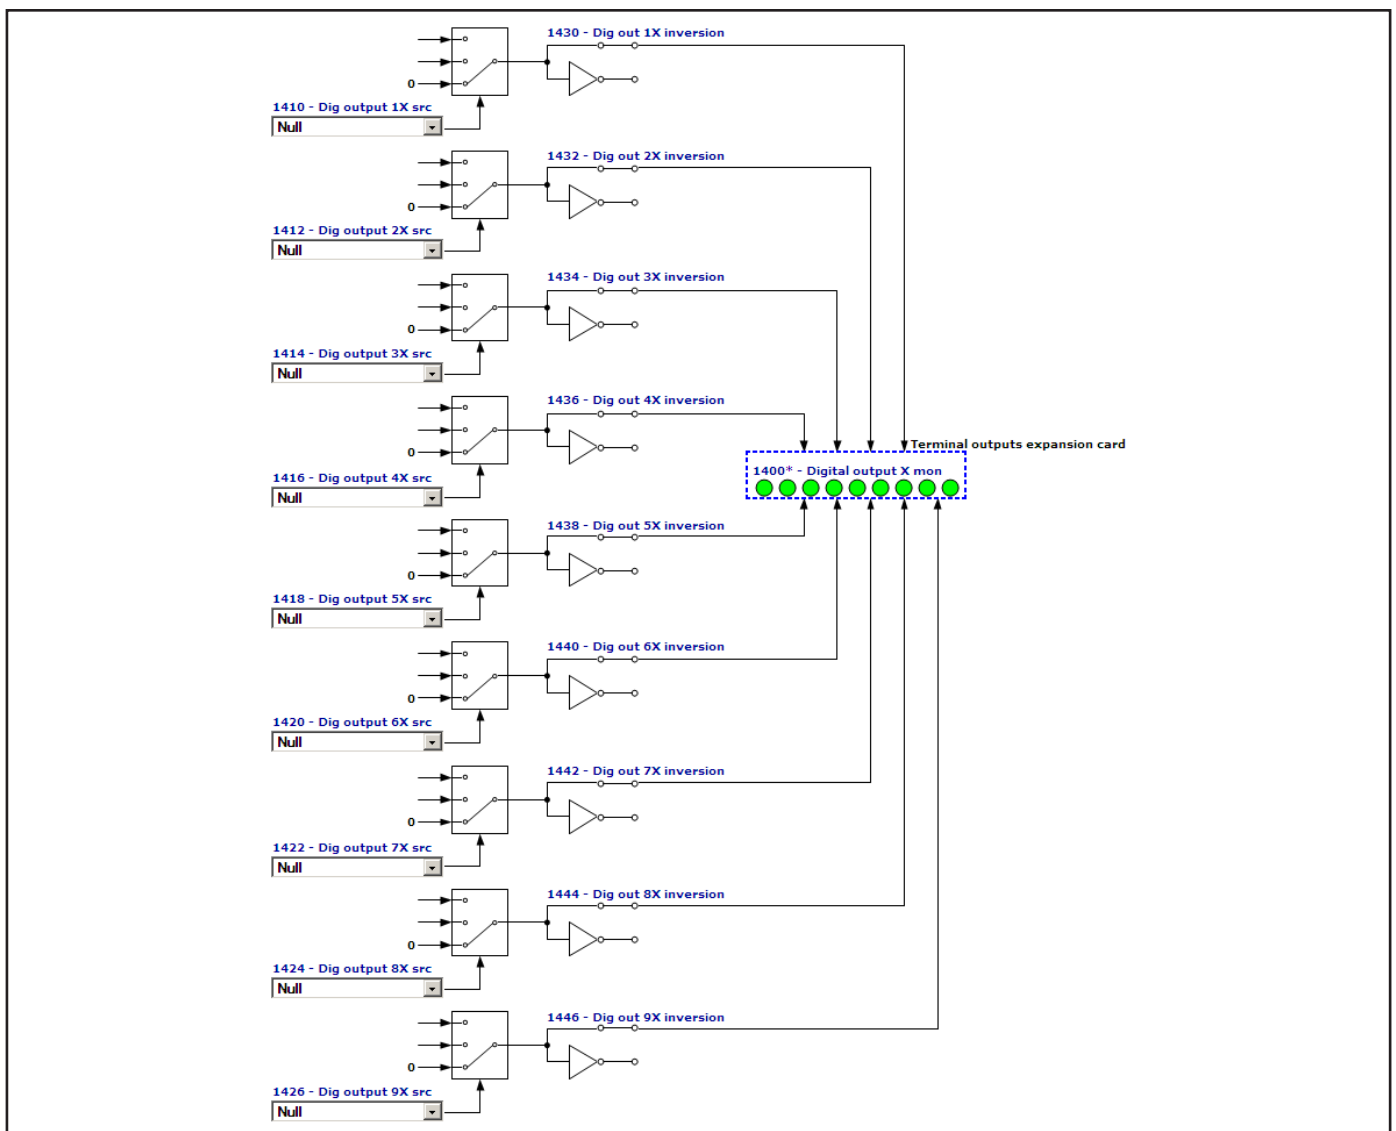 1430 - Dig out 1X inversion
0
1410 - Dig output 1X src
Null
1432 - Dig out 2X inversion
0
1412 - Dig output 2X src
Null
1434 - Dig out 3X inversion
0
1414 - Dig output 3X src
Null
1436 - Dig out 4X inversion
0
Terminal outputs expansion card
1400* - Digital output X mon
1416 - Dig output 4X src
Null
1438 - Dig out 5X inversion
0
1418 - Dig output 5X src
Null
1440 - Dig out 6X inversion
0
1420 - Dig output 6X src
Null
1442 - Dig out 7X inversion
0
1422 - Dig output 7X src
Null
1444 - Dig out 8X inversion
0
1424 - Dig output 8X src
Null
1446 - Dig out 9X inversion
0
1426 - Dig output 9X src
Null